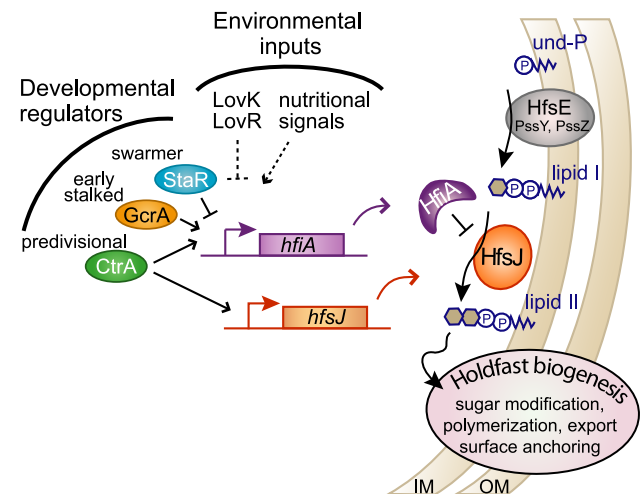 Environmental
inputs
Developmental
regulators
LovK
LovR
nutritional
signals
swarmer
StaR
early
stalked
GcrA
predivisional
CtrA
hfiA
hfsJ
HfiA
und-P
P
HfsE
PssY, PssZ
lipid I
P P
HfsJ
lipid II
P P
Holdfast biogenesis
sugar modification,
polymerization, export
surface anchoring
IM
OM